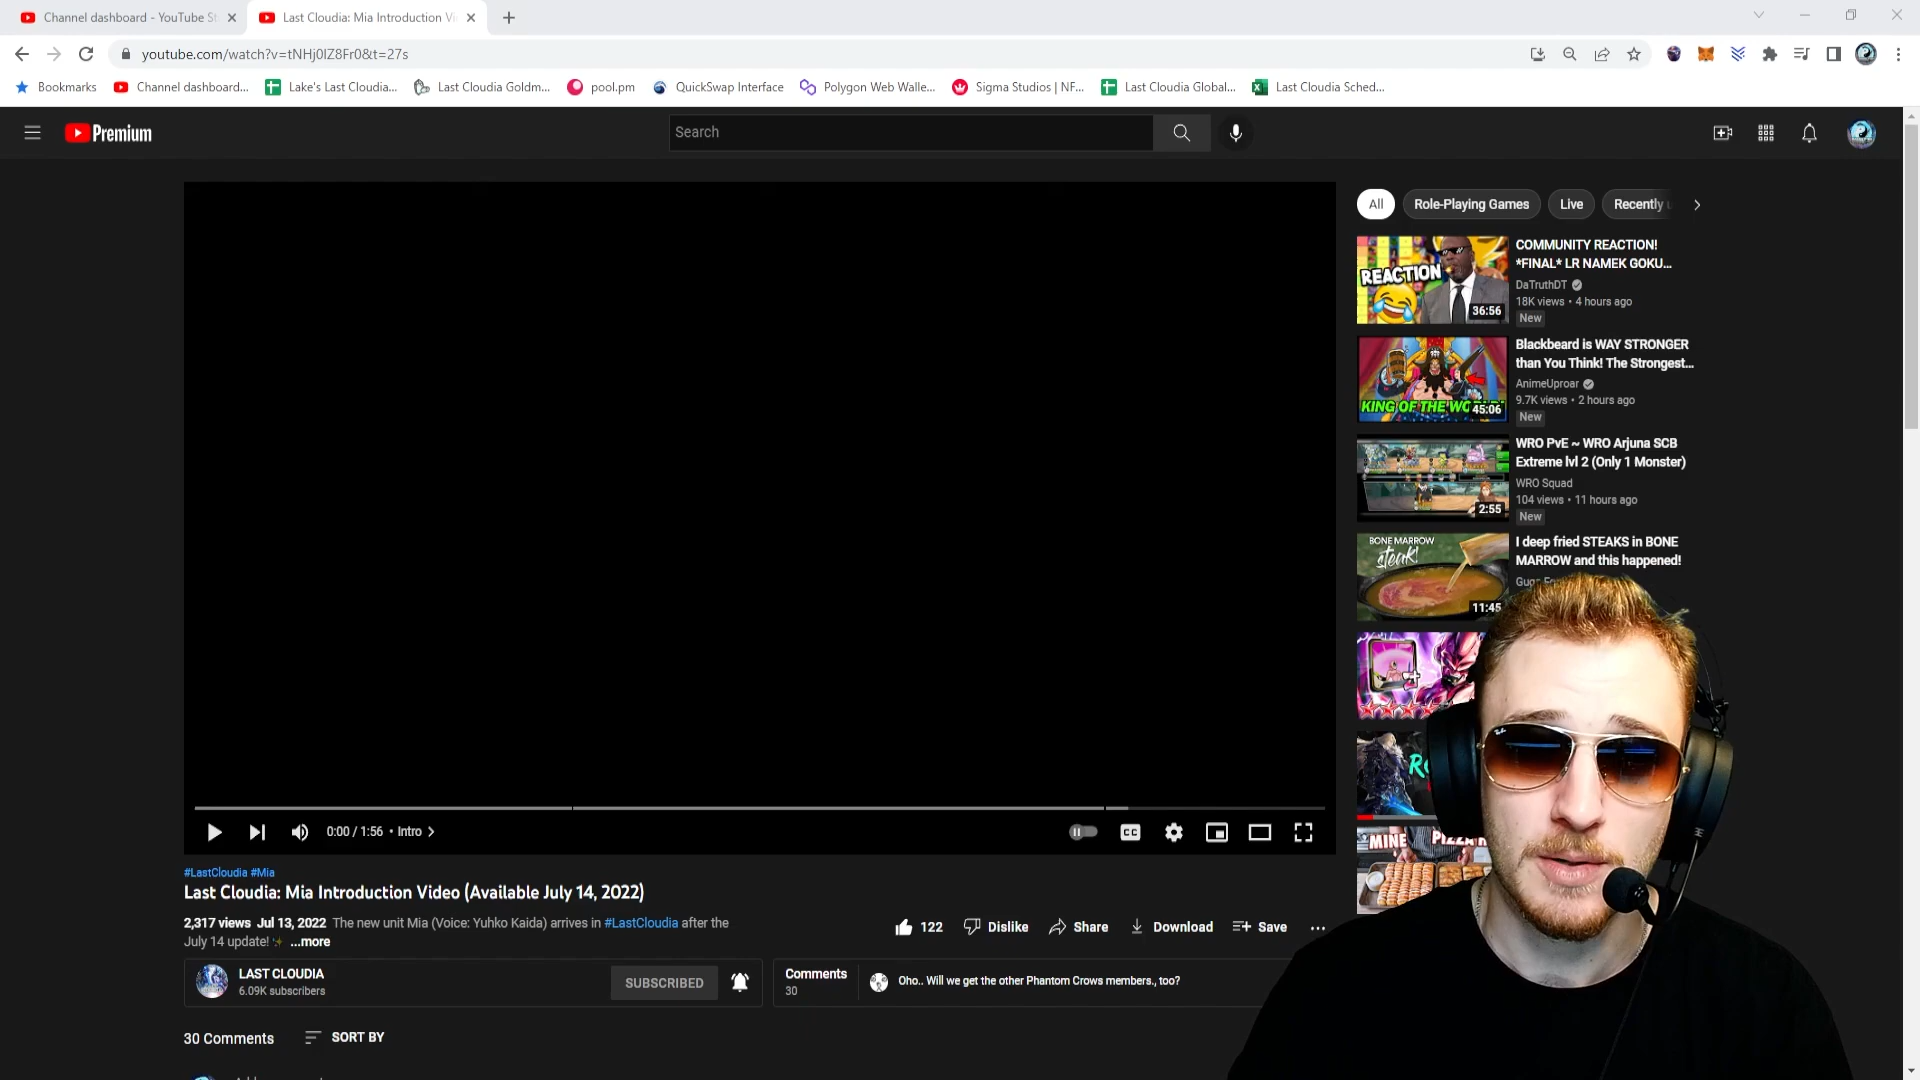 Channel dashboard - YouTube St
Last Cloudia: Mia Introduction Vi
youtube.com/watch?v=tNHj0lZ8Fr0&t=27s
Bookmarks
Channel dashboard...
Lake's Last Cloudia...
Last Cloudia Goldm...
pool.pm
QuickSwap Interface
Polygon Web Walle...
Sigma Studios | NF...
Last Cloudia Global...
Last Cloudia Sched...
Premium
Search
All
Role-Playing Games
Live
Recently u
REACTION
36:56
COMMUNITY REACTION!
*FINAL* LR NAMEK GOKU...
DaTruthDT
18K views • 4 hours ago
New
KING OF THE WORLD!
45:06
Blackbeard is WAY STRONGER
than You Think! The Strongest...
AnimeUproar
9.7K views • 2 hours ago
New
2:55
WRO PvE ~ WRO Arjuna SCB
Extreme lvl 2 (Only 1 Monster)
WRO Squad
104 views • 11 hours ago
New
BONE MARROW
steak!
11:45
I deep fried STEAKS in BONE
MARROW and this happened!
MINE
0:00 / 1:56 • Intro
CC
#LastCloudia #Mia
Last Cloudia: Mia Introduction Video (Available July 14, 2022)
2,317 views Jul 13, 2022 The new unit Mia (Voice: Yuhko Kaida) arrives in #LastCloudia after the
July 14 update! ...more
122
Dislike
Share
Download
Save
LAST CLOUDIA
6.09K subscribers
SUBSCRIBED
Comments
30
Oho.. Will we get the other Phantom Crows members., too?
30 Comments
SORT BY